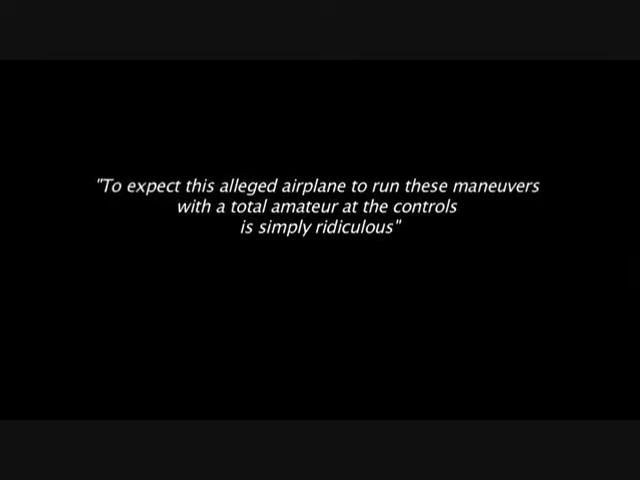 "To expect this alleged airplane to run these maneuvers
with a total amateur at the controls
is simply ridiculous"